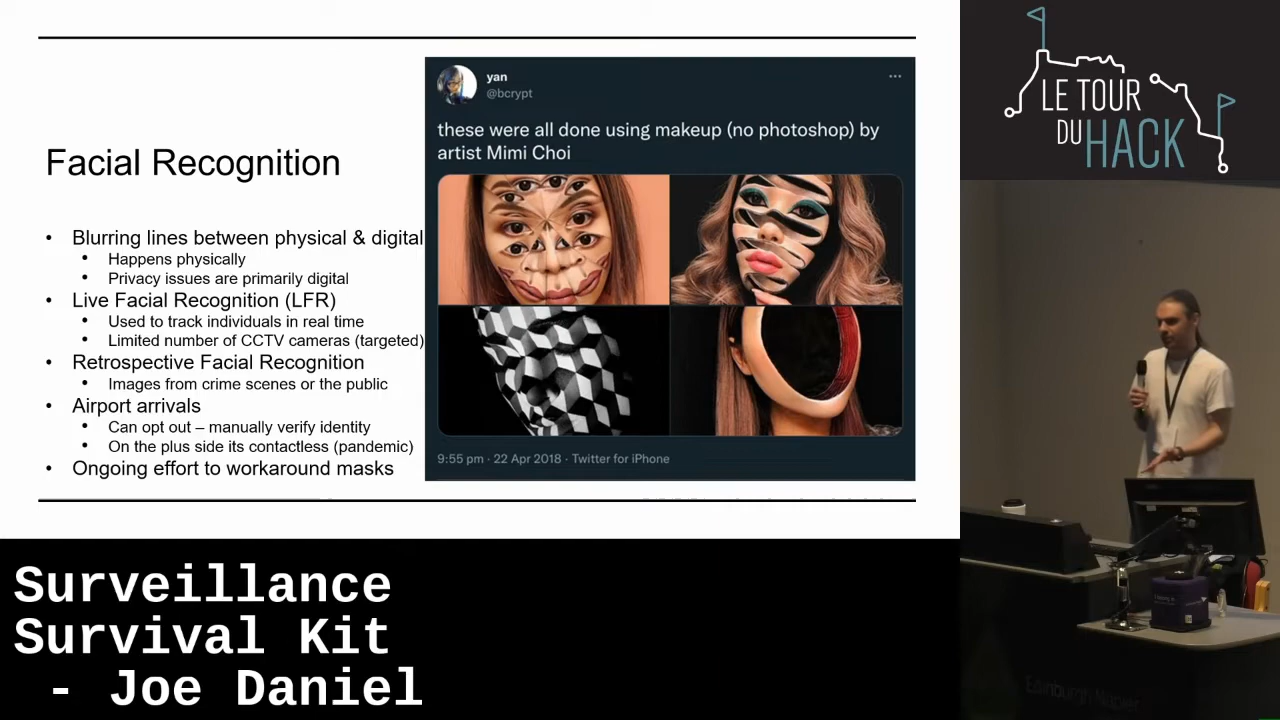 Facial Recognition
• Blurring lines between physical & digital
• Happens physically
• Privacy issues are primarily digital
• Live Facial Recognition (LFR)
• Used to track individuals in real time
• Limited number of CCTV cameras (targeted)
• Retrospective Facial Recognition
• Images from crime scenes or the public
• Airport arrivals
• Can opt out – manually verify identity
• On the plus side its contactless (pandemic)
• Ongoing effort to workaround masks
yan
@bcrypt
these were all done using makeup (no photoshop) by
artist Mimi Choi
9:55 pm · 22 Apr 2018 · Twitter for iPhone
LE TOUR
DU HACK
Edinburgh Napier
Surveillance
Survival Kit
- Joe Daniel